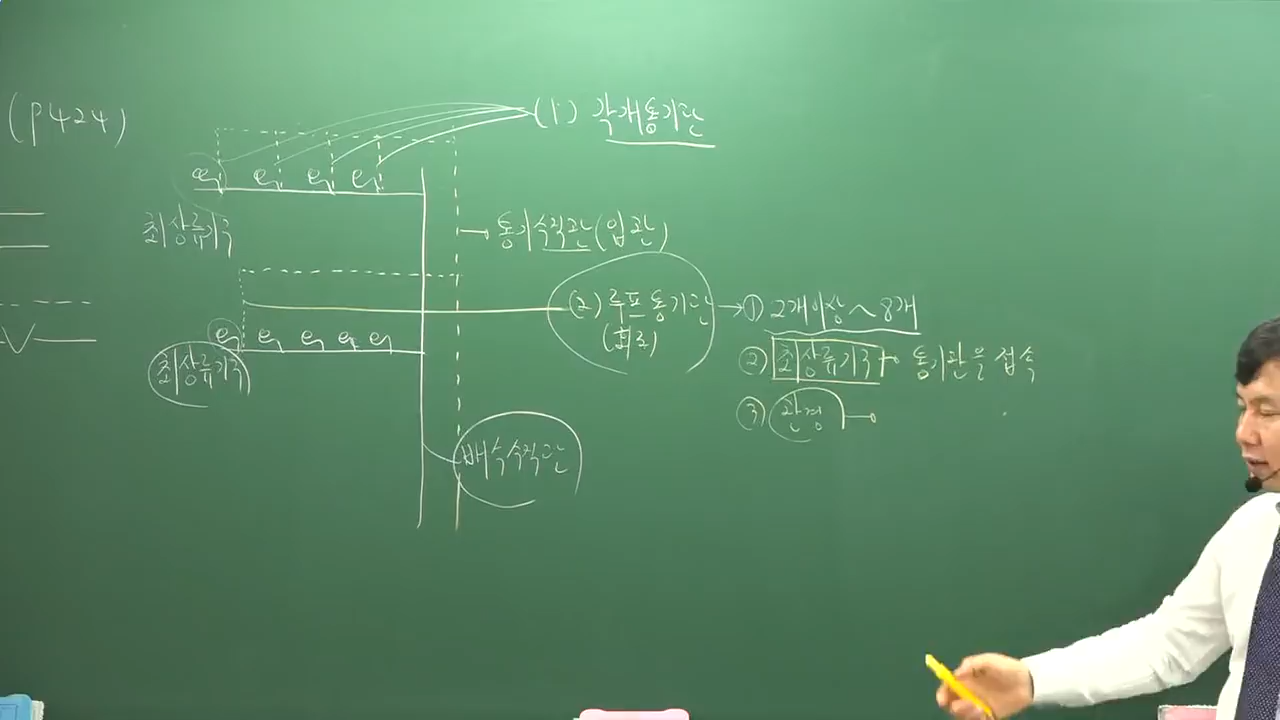 (P424)
(1) 각개통기관
최상류기구
통기수직관(입관)
(2) 루프통기관
(회로)
① 2개이상~8개
최상류기구
② 최상류기구 통기관을 접속
③ 관경
배수수직관